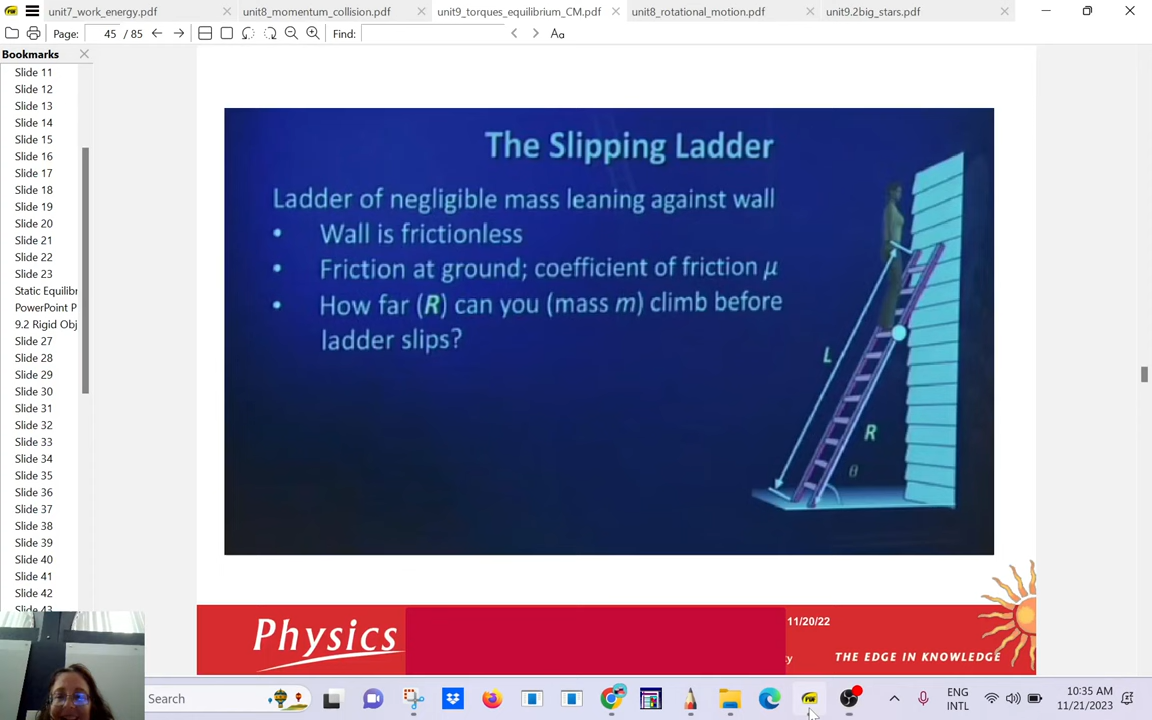 unit7_work_energy.pdf
unit8_momentum_collision.pdf
unit9_torques_equilibrium_CM.pdf
unit8_rotational_motion.pdf
unit9.2big_stars.pdf
Page: 45 / 85
Find:
Aa
Bookmarks
Slide 11
Slide 12
Slide 13
Slide 14
Slide 15
Slide 16
Slide 17
Slide 18
Slide 19
Slide 20
Slide 21
Slide 22
Slide 23
Static Equilibr
PowerPoint P
9.2 Rigid Obj
Slide 27
Slide 28
Slide 29
Slide 30
Slide 31
Slide 32
Slide 33
Slide 34
Slide 35
Slide 36
Slide 37
Slide 38
Slide 39
Slide 40
Slide 41
Slide 42
Slide 43
The Slipping Ladder
Ladder of negligible mass leaning against wall
• Wall is frictionless
• Friction at ground; coefficient of friction μ
• How far (R) can you (mass m) climb before
ladder slips?
L
R
θ
Physics
11/20/22
THE EDGE IN KNOWLEDGE
Search
ENG
INTL
10:35 AM
11/21/2023